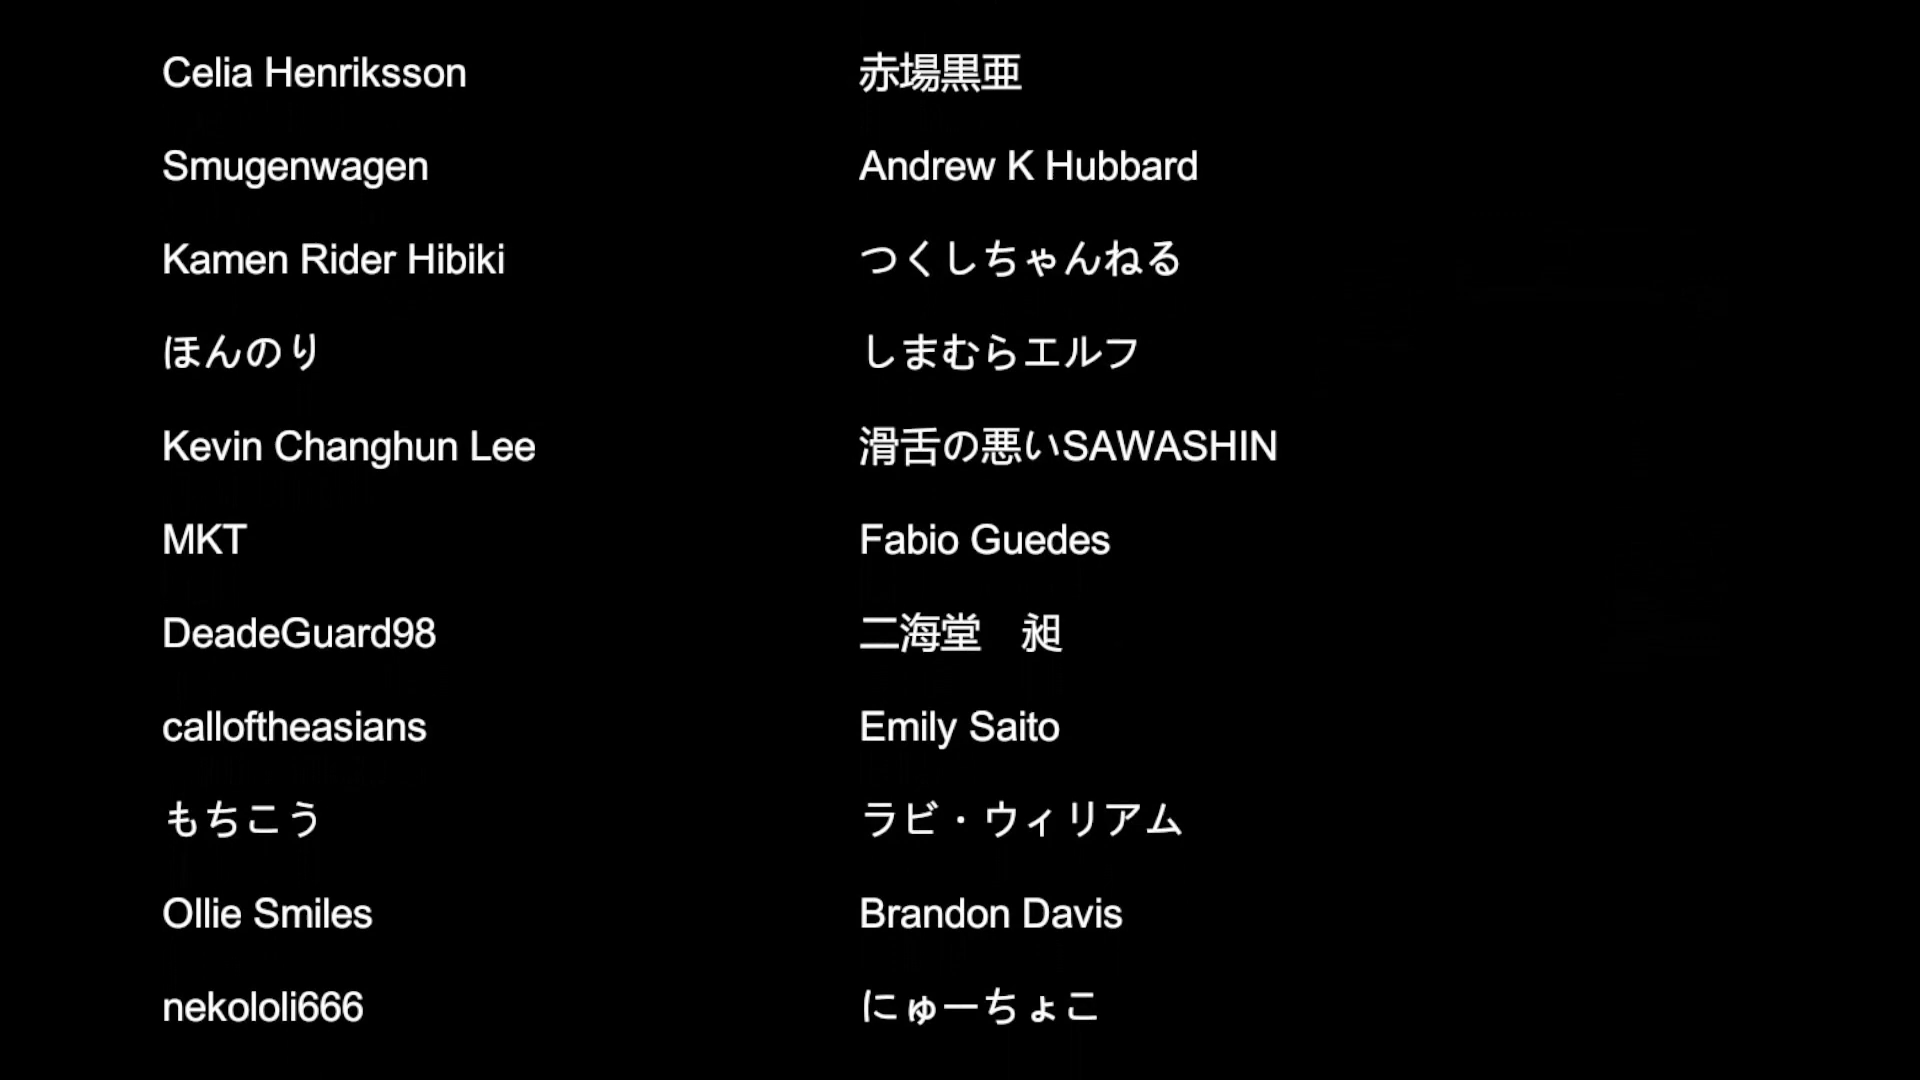 Celia Henriksson
赤場黒亜
Smugenwagen
Andrew K Hubbard
Kamen Rider Hibiki
つくしちゃんねる
ほんのり
しまむらエルフ
Kevin Changhun Lee
滑舌の悪いSAWASHIN
MKT
Fabio Guedes
DeadeGuard98
二海堂　昶
calloftheasians
Emily Saito
もちこう
ラビ・ウィリアム
Ollie Smiles
Brandon Davis
nekololi666
にゅーちょこ